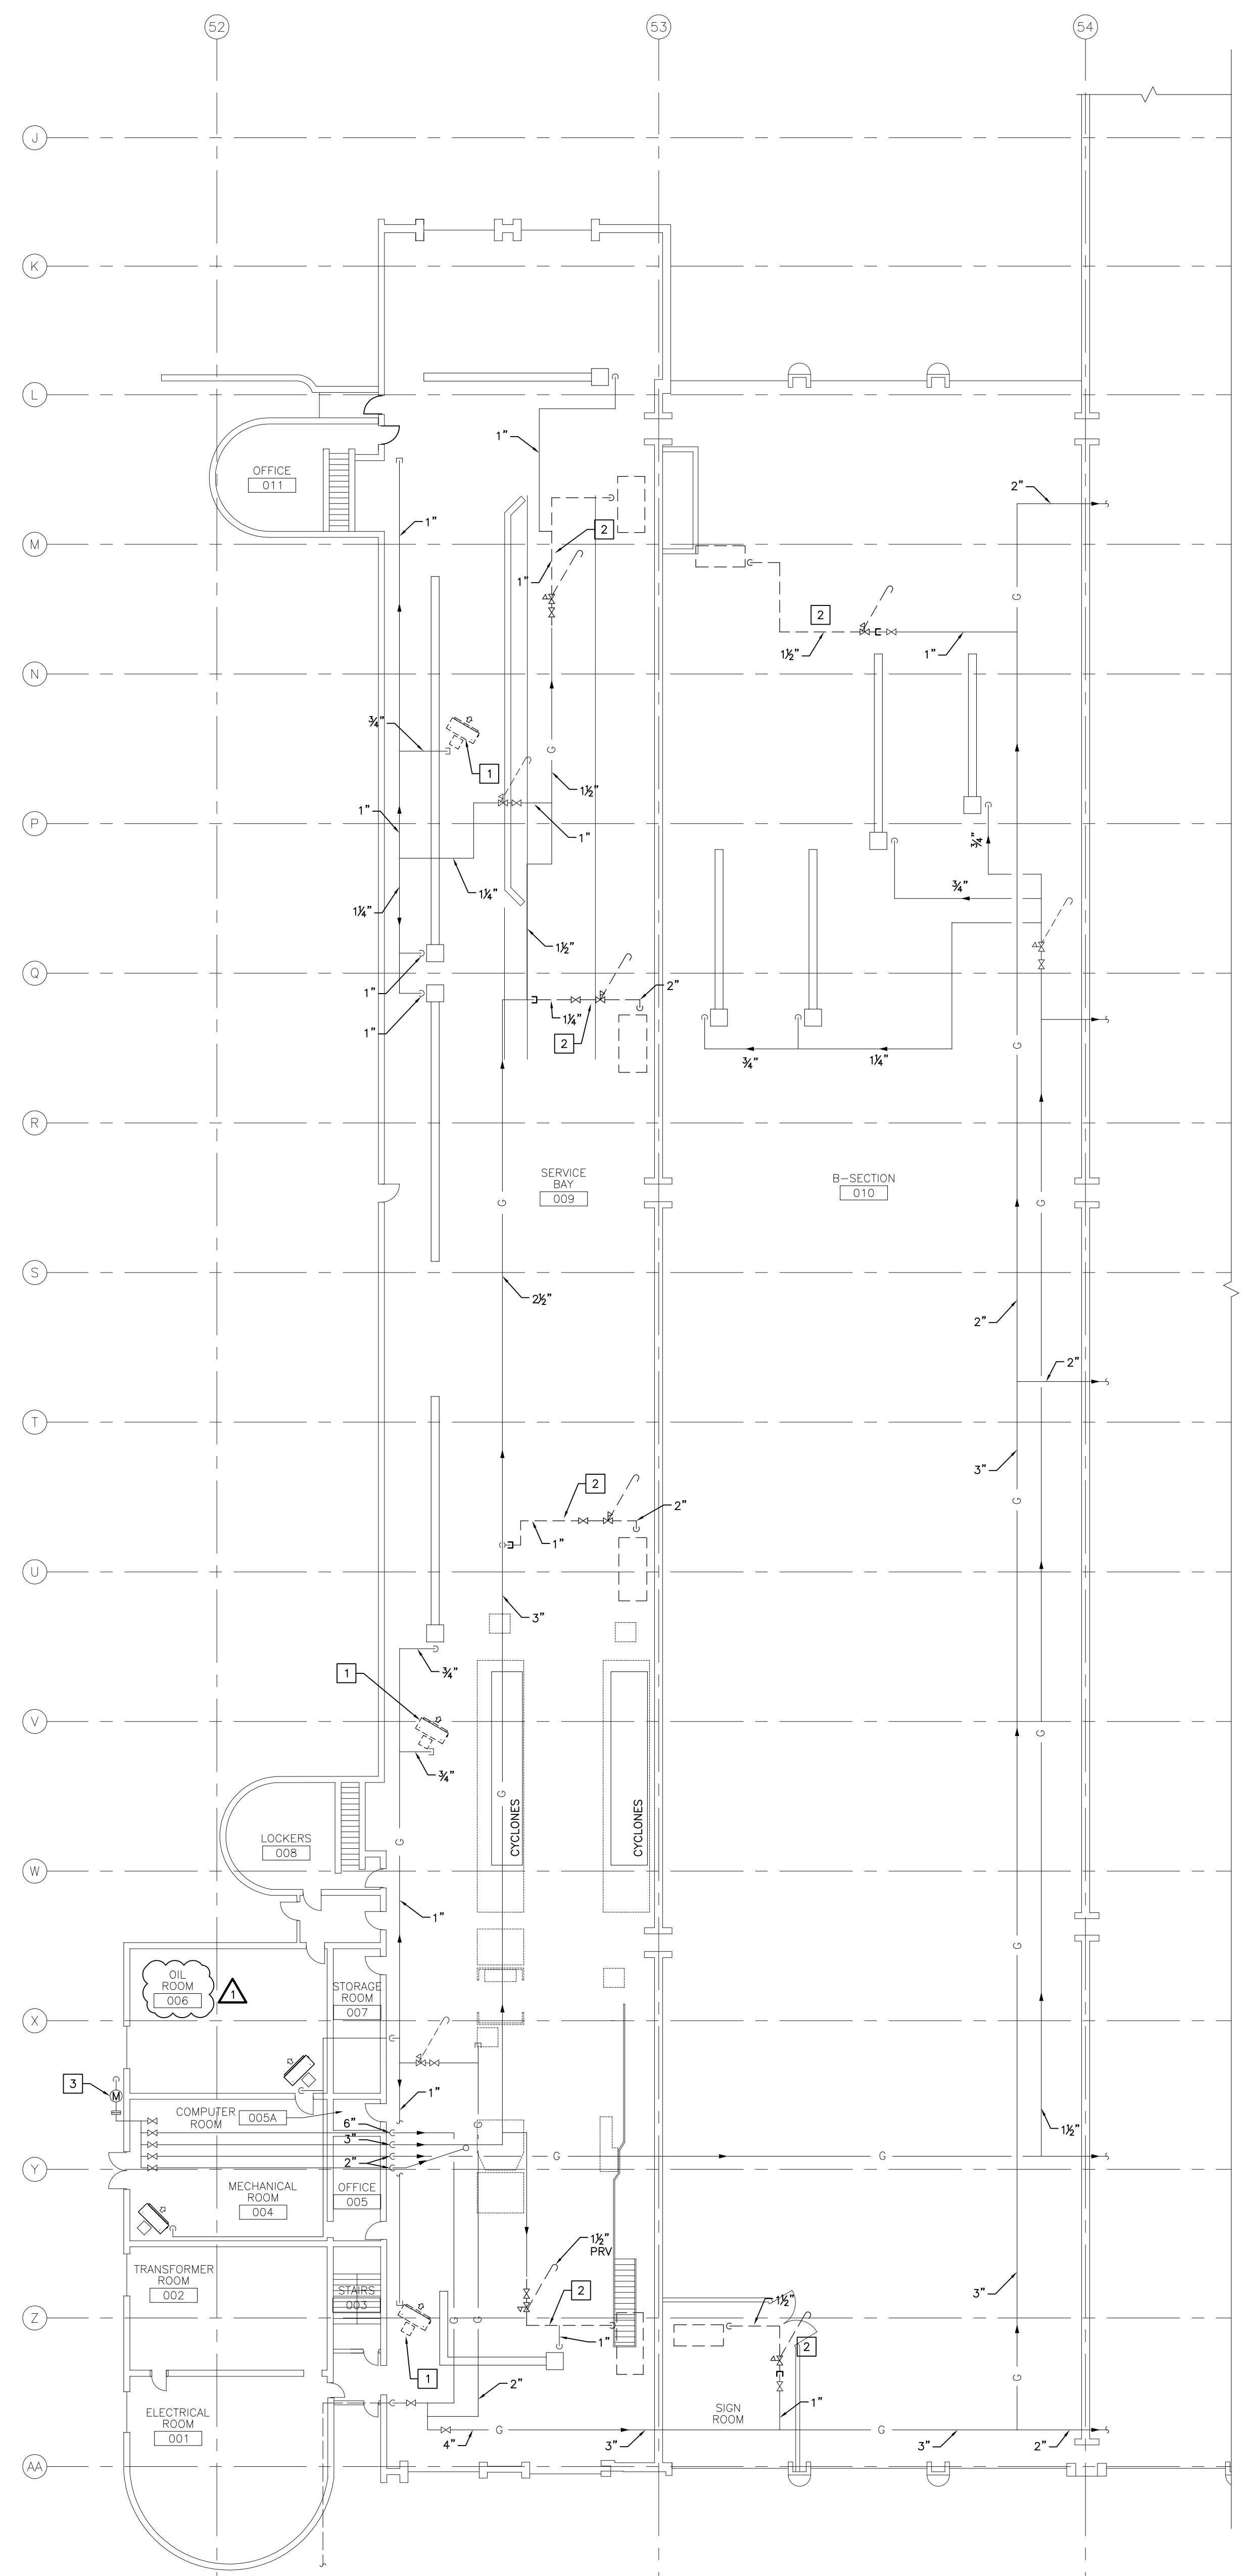 52
53
54
J
K
L
1"
OFFICE
011
2"
2
1"
M
1"
G
2
1½"
1"
N
¾"
1
G
1½"
1"
P
1"
¾"
1¼"
¾"
1¼"
1½"
Q
1"
2"
1¼"
1"
2
G
¾"
1¼"
R
SERVICE
BAY
009
B-SECTION
010
G
G
G
S
2½"
2"
2"
T
3"
2
G
2"
1"
U
3"
1
¾"
V
G
¾"
G
CYCLONES
CYCLONES
LOCKERS
008
G
W
1"
G
OIL
ROOM
006
1
STORAGE
ROOM
007
X
3
M
COMPUTER
ROOM
005A
1"
6"
3"
2"
G
1½"
G
G
Y
MECHANICAL
ROOM
004
OFFICE
005
1½"
PRV
TRANSFORMER
ROOM
002
STAIRS
003
2
3"
1½"
Z
G
G
1"
2
1
G
2"
1"
ELECTRICAL
ROOM
001
SIGN
ROOM
G
G
4"
3"
3"
2"
AA